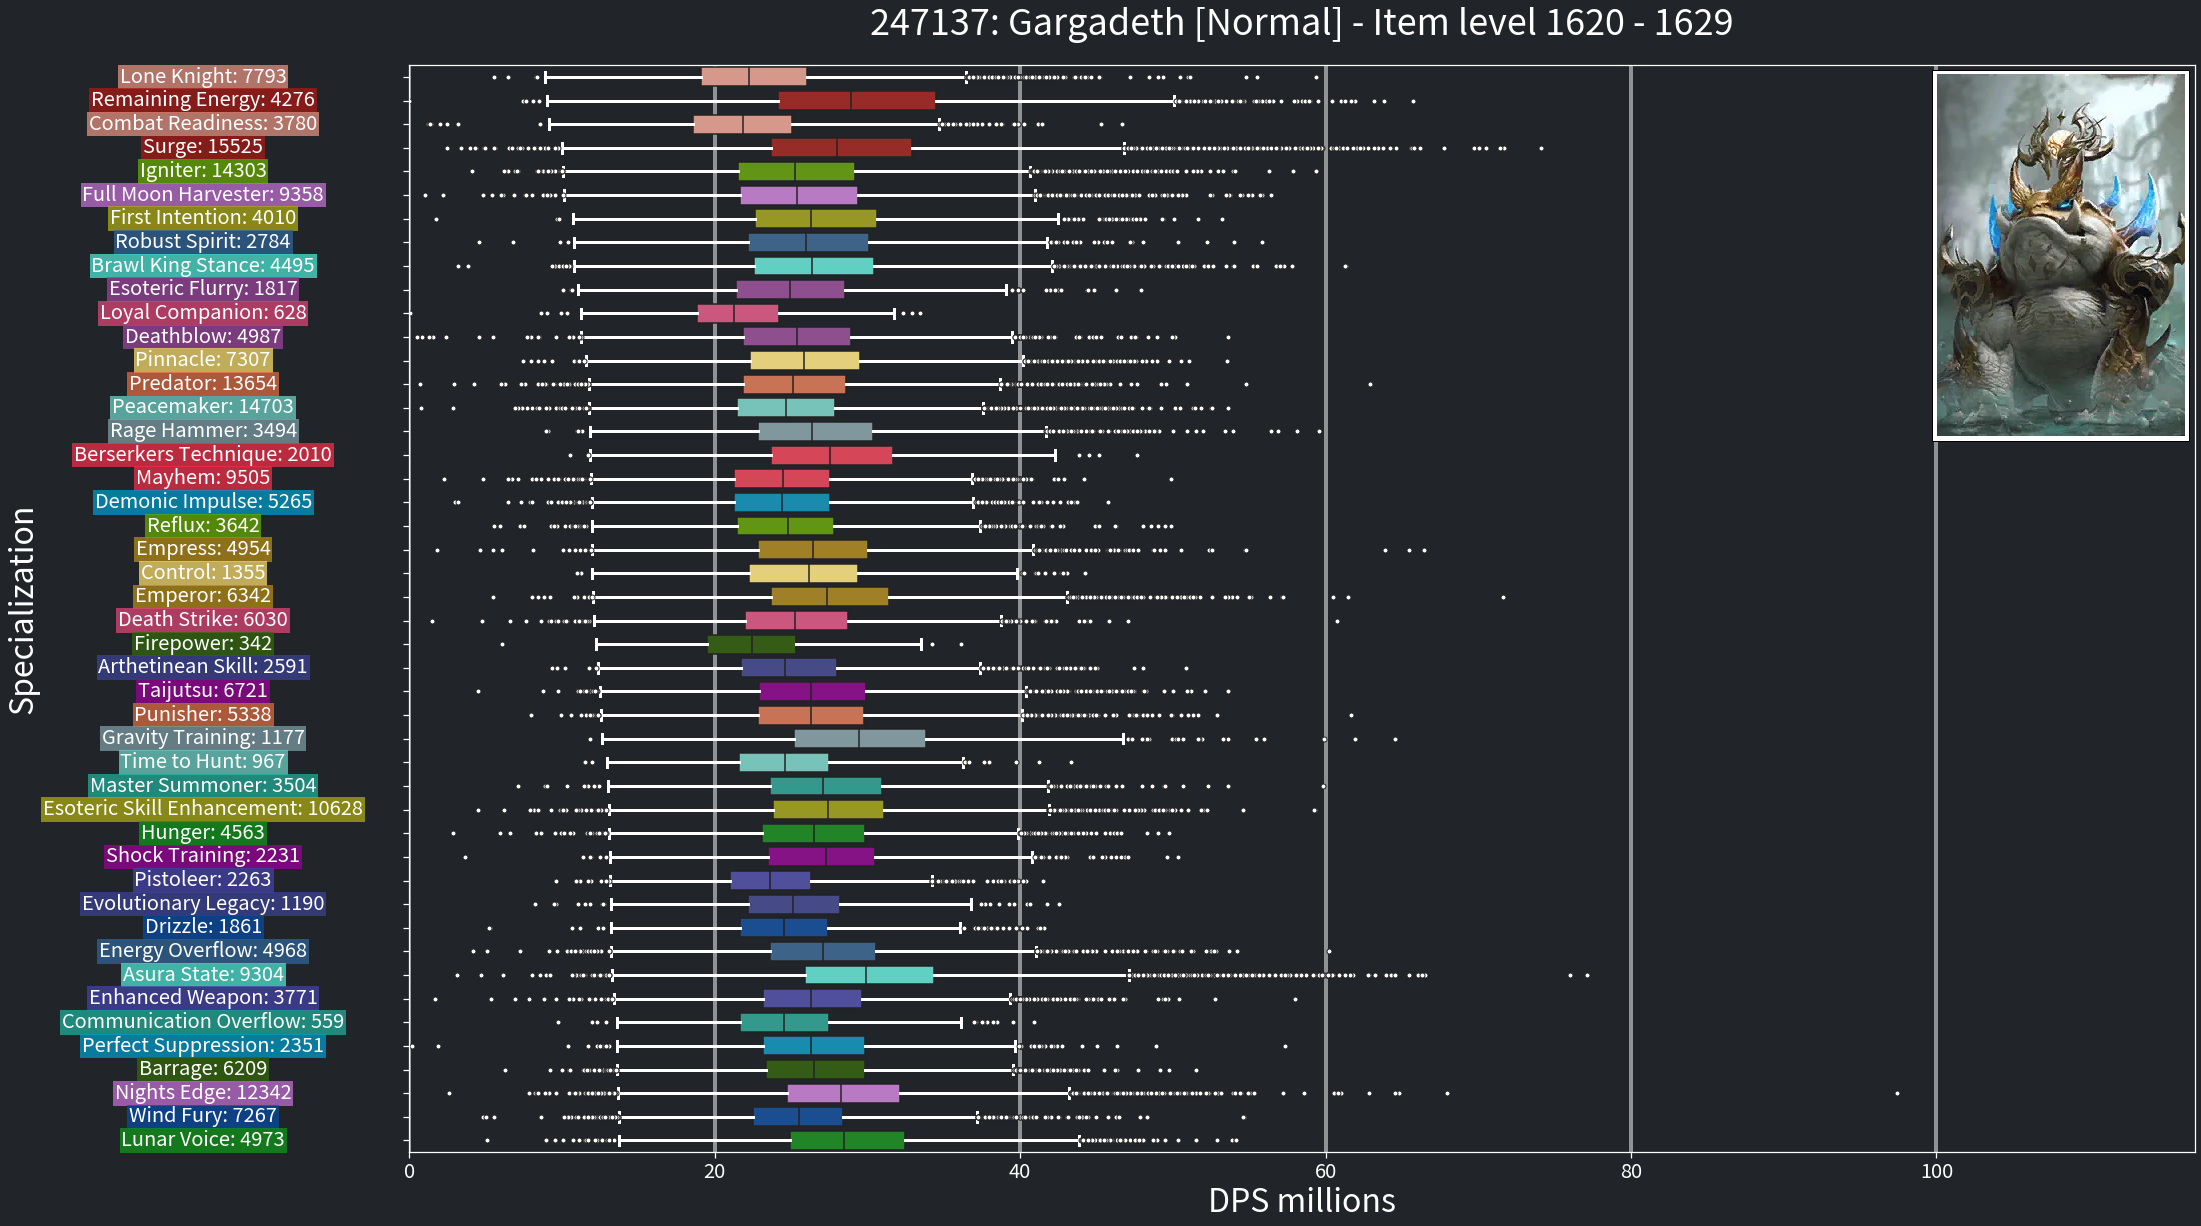 247137: Gargadeth [Normal] - Item level 1620 - 1629
Specialization
Lone Knight: 7793
Remaining Energy: 4276
Combat Readiness: 3780
Surge: 15525
Igniter: 14303
Full Moon Harvester: 9358
First Intention: 4010
Robust Spirit: 2784
Brawl King Stance: 4495
Esoteric Flurry: 1817
Loyal Companion: 628
Deathblow: 4987
Pinnacle: 7307
Predator: 13654
Peacemaker: 14703
Rage Hammer: 3494
Berserkers Technique: 2010
Mayhem: 9505
Demonic Impulse: 5265
Reflux: 3642
Empress: 4954
Control: 1355
Emperor: 6342
Death Strike: 6030
Firepower: 342
Arthetinean Skill: 2591
Taijutsu: 6721
Punisher: 5338
Gravity Training: 1177
Time to Hunt: 967
Master Summoner: 3504
Esoteric Skill Enhancement: 10628
Hunger: 4563
Shock Training: 2231
Pistoleer: 2263
Evolutionary Legacy: 1190
Drizzle: 1861
Energy Overflow: 4968
Asura State: 9304
Enhanced Weapon: 3771
Communication Overflow: 559
Perfect Suppression: 2351
Barrage: 6209
Nights Edge: 12342
Wind Fury: 7267
Lunar Voice: 4973
0 20 40 60 80 100
DPS millions